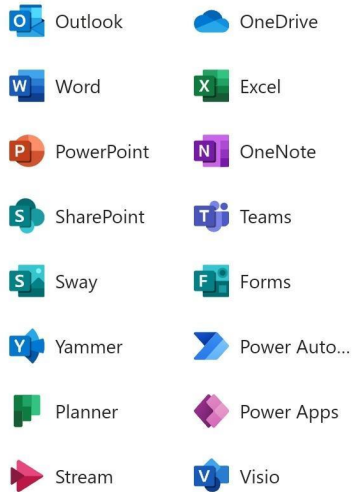 Outlook OneDrive
Word Excel
PowerPoint OneNote
SharePoint Teams
Sway Forms
Yammer Power Auto...
Planner Power Apps
Stream Visio